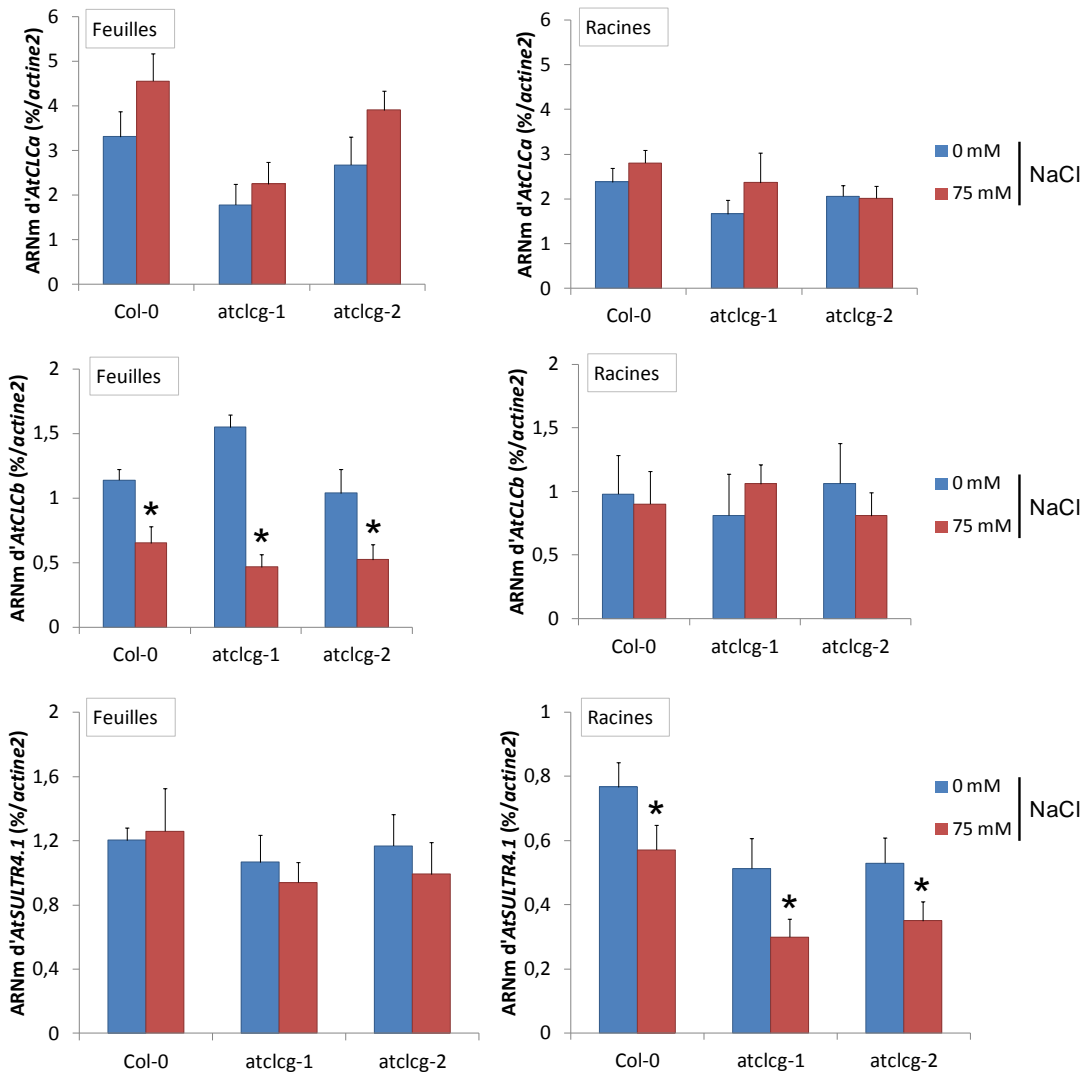 Feuilles
ARNm d'AtCLCa (%/actine2)
6
5
4
3
2
1
0
Col-0
atclcg-1
atclcg-2
Racines
ARNm d'AtCLCa (%/actine2)
6
5
4
3
2
1
0
Col-0
atclcg-1
atclcg-2
0 mM
75 mM
NaCl
Feuilles
ARNm d'AtCLCb (%/actine2)
2
1,5
1
0,5
0
*
*
*
Col-0
atclcg-1
atclcg-2
Racines
ARNm d'AtCLCb (%/actine2)
2
1,5
1
0,5
0
Col-0
atclcg-1
atclcg-2
0 mM
75 mM
NaCl
Feuilles
ARNm d'AtSULTR4.1 (%/actine2)
2
1,6
1,2
0,8
0,4
0
Col-0
atclcg-1
atclcg-2
Racines
ARNm d'AtSULTR4.1 (%/actine2)
1
0,8
0,6
0,4
0,2
0
*
*
*
Col-0
atclcg-1
atclcg-2
0 mM
75 mM
NaCl